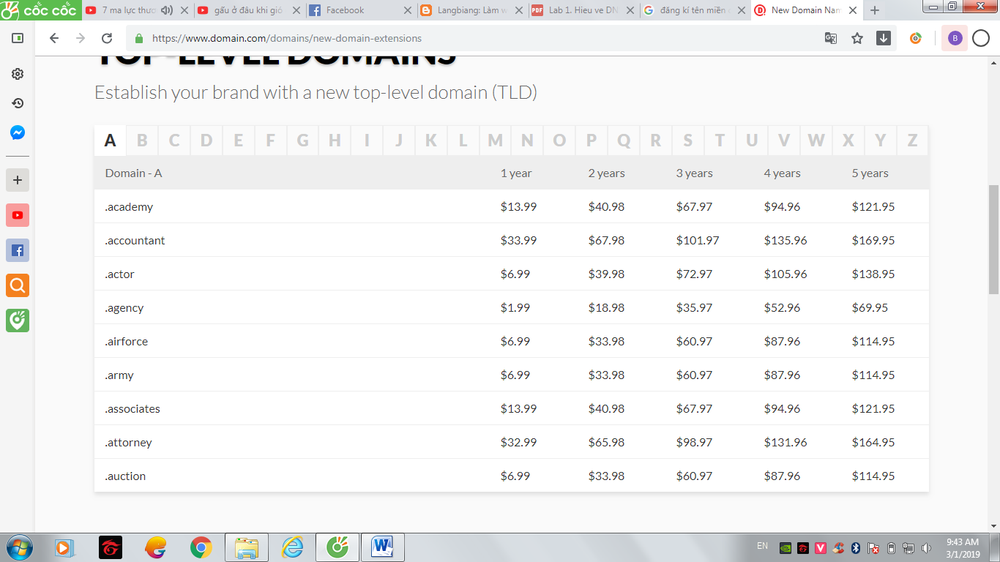 cốc cốc
7 ma lực thươ
gấu ở đâu khi gió
Facebook
Langbiang: Làm w
PDF Lab 1. Hieu ve DN
đăng kí tên miền
New Domain Nam
https://www.domain.com/domains/new-domain-extensions
B
TOP-LEVEL DOMAINS
Establish your brand with a new top-level domain (TLD)
A B C D E F G H I J K L M N O P Q R S T U V W X Y Z
Domain - A 1 year 2 years 3 years 4 years 5 years
.academy $13.99 $40.98 $67.97 $94.96 $121.95
.accountant $33.99 $67.98 $101.97 $135.96 $169.95
.actor $6.99 $39.98 $72.97 $105.96 $138.95
.agency $1.99 $18.98 $35.97 $52.96 $69.95
.airforce $6.99 $33.98 $60.97 $87.96 $114.95
.army $6.99 $33.98 $60.97 $87.96 $114.95
.associates $13.99 $40.98 $67.97 $94.96 $121.95
.attorney $32.99 $65.98 $98.97 $131.96 $164.95
.auction $6.99 $33.98 $60.97 $87.96 $114.95
EN
9:43 AM
3/1/2019